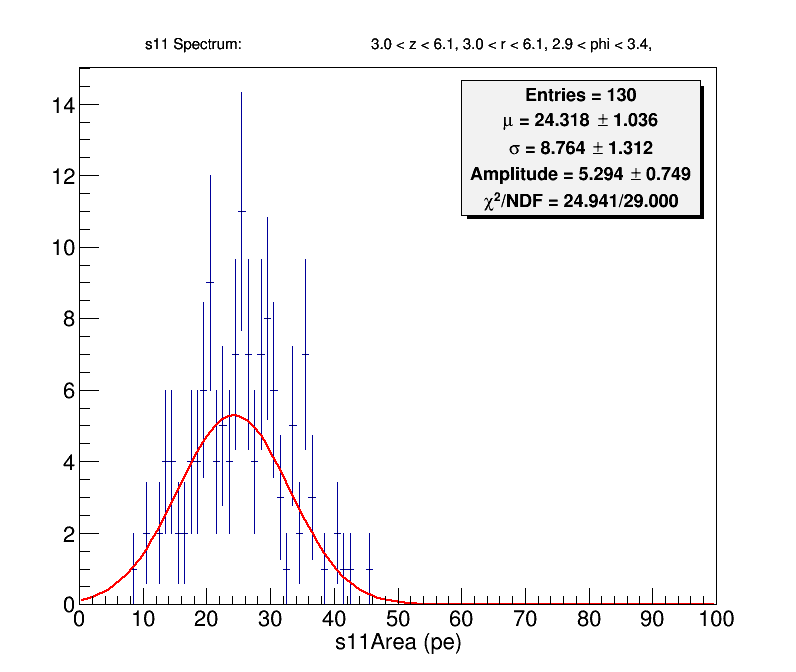 s11 Spectrum: 3.0 < z < 6.1, 3.0 < r < 6.1, 2.9 < phi < 3.4,
Entries = 130
μ = 24.318 ± 1.036
σ = 8.764 ± 1.312
Amplitude = 5.294 ± 0.749
χ²/NDF = 24.941/29.000
14
12
10
8
6
4
2
0
0 10 20 30 40 50 60 70 80 90 100
s11Area (pe)